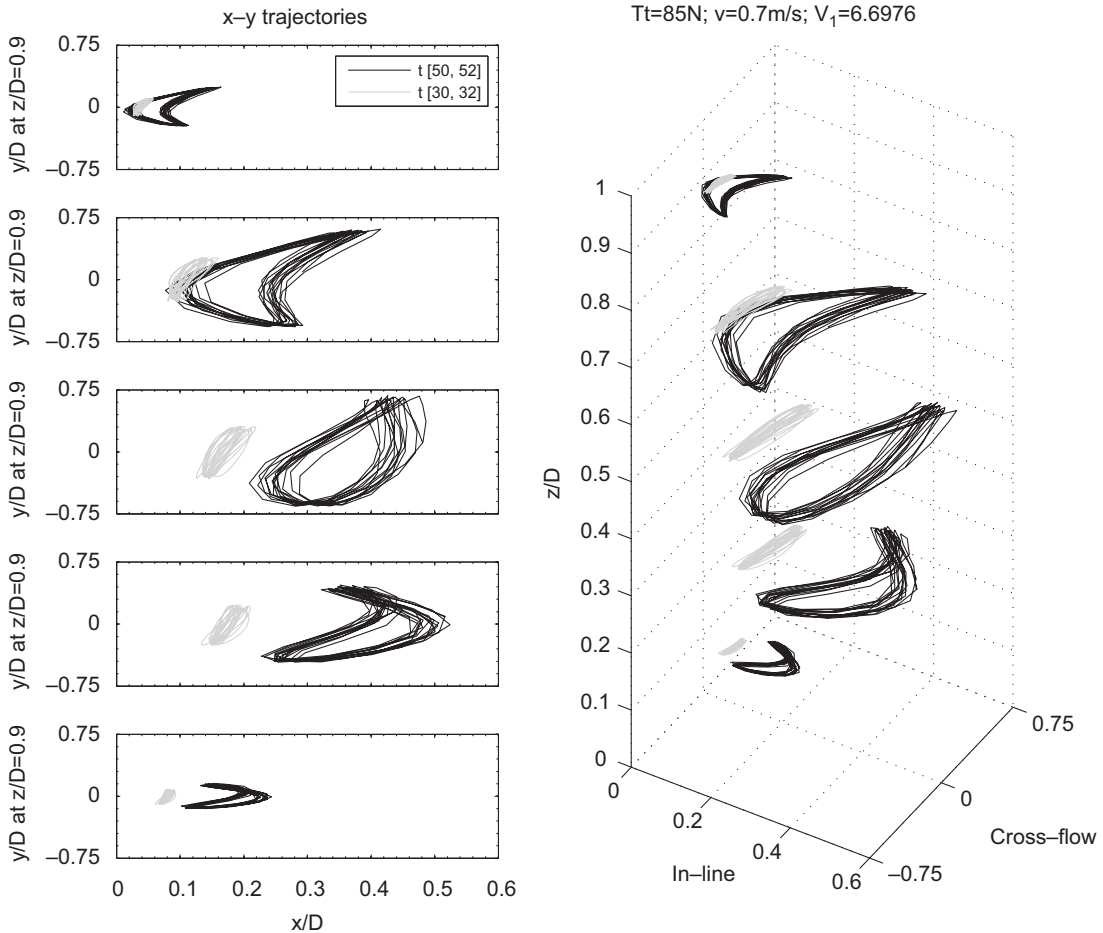 x–y trajectories
0.75
0
–0.75
y/D at z/D=0.9
t [50, 52]
t [30, 32]
0.75
0
–0.75
y/D at z/D=0.9
0.75
0
–0.75
y/D at z/D=0.9
0.75
0
–0.75
y/D at z/D=0.9
0.75
0
–0.75
y/D at z/D=0.9
0 0.1 0.2 0.3 0.4 0.5 0.6
x/D
Tt=85N; v=0.7m/s; V₁=6.6976
1
0.9
0.8
0.7
0.6
0.5
0.4
0.3
0.2
0.1
0
z/D
0
0.2
0.4
0.6
In–line
–0.75
0
0.75
Cross–flow